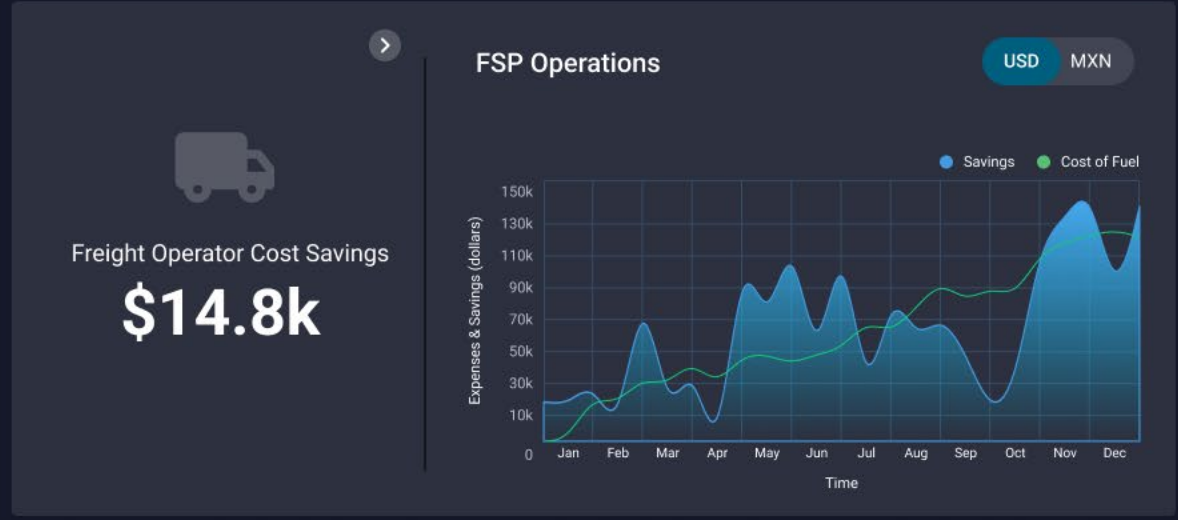 Freight Operator Cost Savings
$14.8k
FSP Operations
USD MXN
Savings Cost of Fuel
Expenses & Savings (dollars)
150k
130k
110k
90k
70k
50k
30k
10k
0
Jan Feb Mar Apr May Jun Jul Aug Sep Oct Nov Dec
Time